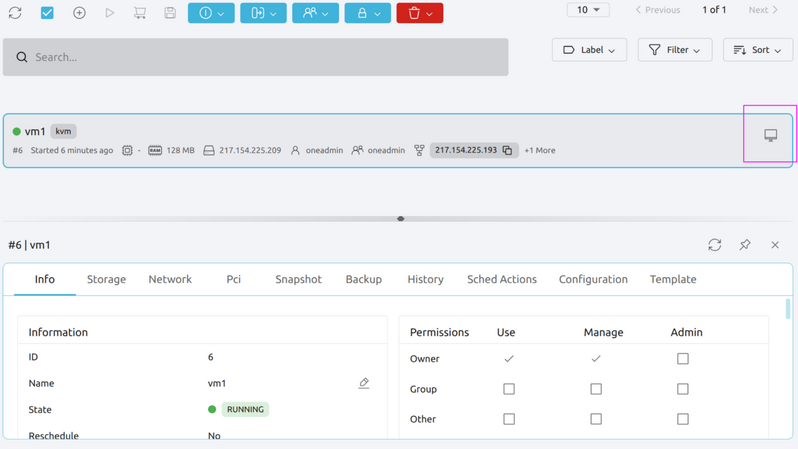 10
Previous
1 of 1
Next
Search...
Label
Filter
Sort
vm1 kvm
#6 Started 6 minutes ago - RAM 128 MB 217.154.225.209 oneadmin oneadmin 217.154.225.193 +1 More
#6 | vm1
Info Storage Network Pci Snapshot Backup History Sched Actions Configuration Template
Information
ID 6
Name vm1
State RUNNING
Reschedule No
Permissions Use Manage Admin
Owner
Group
Other